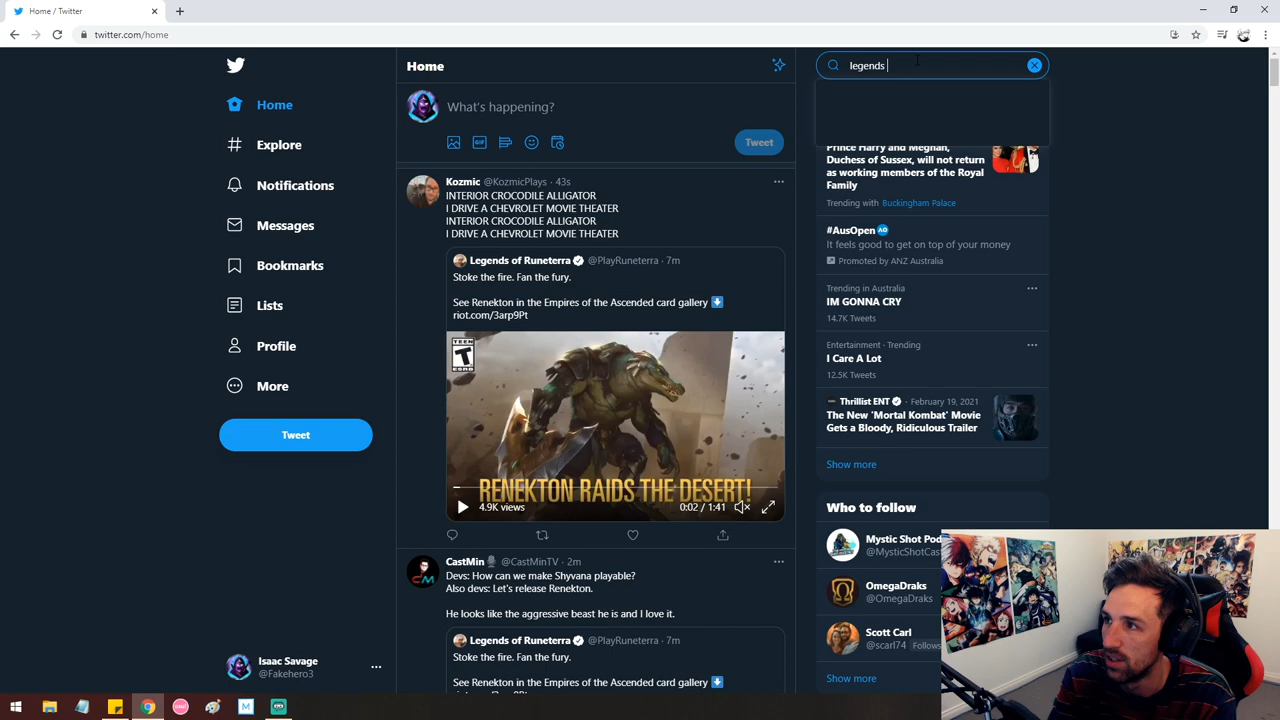 Home / Twitter
twitter.com/home
Home
Explore
Notifications
Messages
Bookmarks
Lists
Profile
More
Tweet
Isaac Savage
@Fakehero3
Home
What's happening?
GIF
Tweet
Kozmic @KozmicPlays · 43s
INTERIOR CROCODILE ALLIGATOR
I DRIVE A CHEVROLET MOVIE THEATER
INTERIOR CROCODILE ALLIGATOR
I DRIVE A CHEVROLET MOVIE THEATER
Legends of Runeterra @PlayRuneterra · 7m
Stoke the fire. Fan the fury.
See Renekton in the Empires of the Ascended card gallery
riot.com/3arp9Pt
TEEN
T
ESRB
RENEKTON RAIDS THE DESERT!
4.9K views
0:02 / 1:41
CastMin @CastMinTV · 2m
Devs: How can we make Shyvana playable?
Also devs: Let's release Renekton.
He looks like the aggressive beast he is and I love it.
Legends of Runeterra @PlayRuneterra · 7m
Stoke the fire. Fan the fury.
See Renekton in the Empires of the Ascended card gallery
legends
Prince Harry and Meghan,
Duchess of Sussex, will not return
as working members of the Royal
Family
Trending with Buckingham Palace
#AusOpen
It feels good to get on top of your money
Promoted by ANZ Australia
Trending in Australia
IM GONNA CRY
14.7K Tweets
Entertainment · Trending
I Care A Lot
12.5K Tweets
Thrillist ENT · February 19, 2021
The New 'Mortal Kombat' Movie
Gets a Bloody, Ridiculous Trailer
Show more
Who to follow
Mystic Shot Pod
@MysticShotCas
OmegaDraks
@OmegaDraks
Scott Carl
@scarl74 Follows
Show more